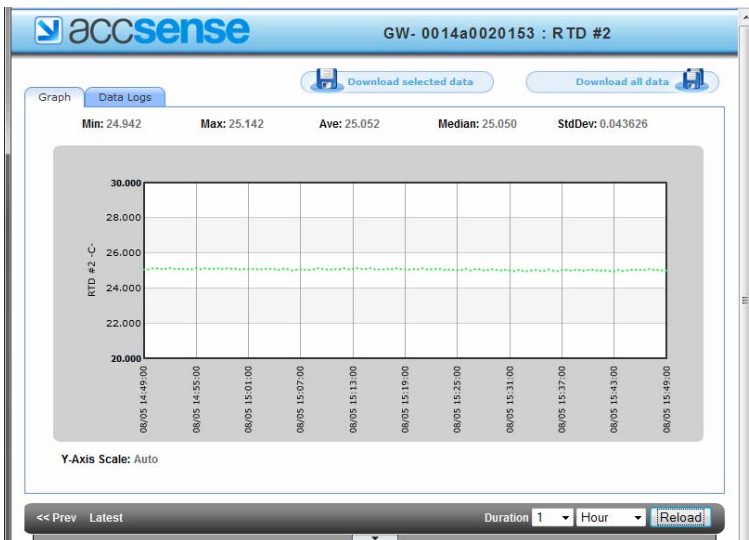 accsense
GW- 0014a0020153 : RTD #2
Download selected data
Download all data
Graph
Data Logs
Min: 24.942 Max: 25.142 Ave: 25.052 Median: 25.050 StdDev: 0.043626
30.000
28.000
26.000
24.000
22.000
20.000
RTD #2 -C-
08/05 14:49:00
08/05 14:55:00
08/05 15:01:00
08/05 15:07:00
08/05 15:13:00
08/05 15:19:00
08/05 15:25:00
08/05 15:31:00
08/05 15:37:00
08/05 15:43:00
08/05 15:49:00
Y-Axis Scale: Auto
<< Prev Latest
Duration 1 Hour Reload